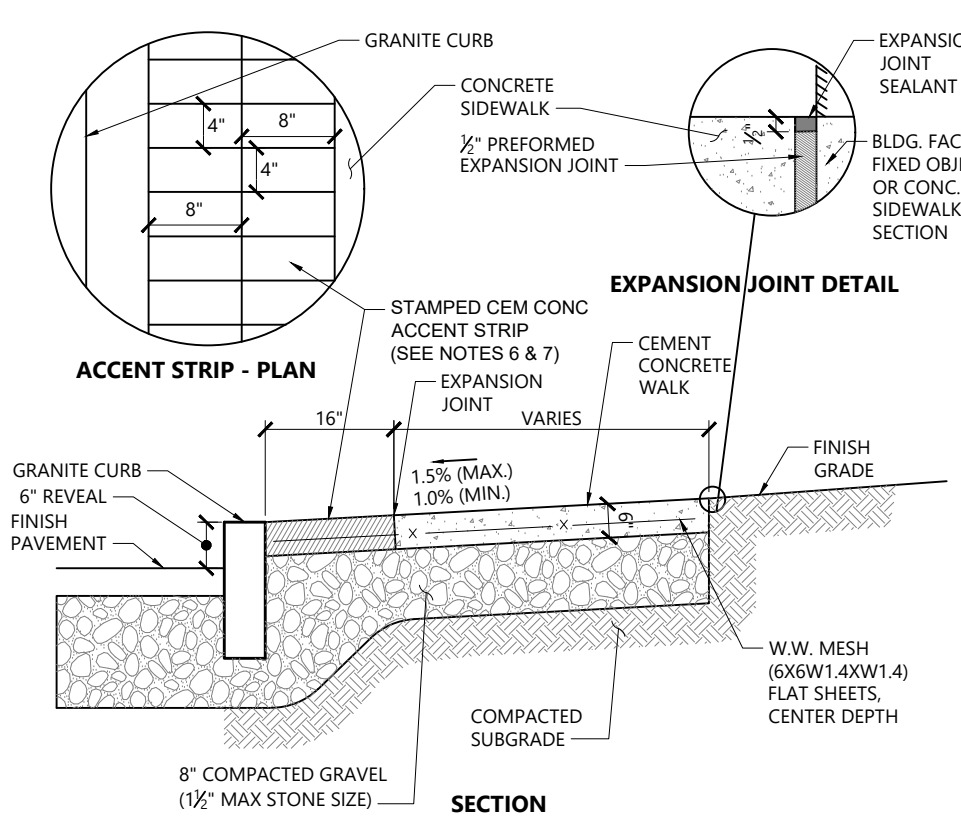 GRANITE CURB
CONCRETE
SIDEWALK
1/2" PREFORMED
EXPANSION JOINT
4"
8"
4"
8"
ACCENT STRIP - PLAN
JOINT
SEALANT
1/2"
BLDG.
FIXED
OR CONC.
SIDEWALK
SECTION
EXPANSION JOINT DETAIL
STAMPED CEM CONC
ACCENT STRIP
(SEE NOTES 6 & 7)
EXPANSION
JOINT
CEMENT
CONCRETE
WALK
16"
VARIES
1.5% (MAX.)
1.0% (MIN.)
FINISH
GRADE
GRANITE CURB
6" REVEAL
FINISH
PAVEMENT
X
X
6"
W.W. MESH
(6X6W1.4XW1.4)
FLAT SHEETS,
CENTER DEPTH
COMPACTED
SUBGRADE
8" COMPACTED GRAVEL
(1 1/2" MAX STONE SIZE)
SECTION